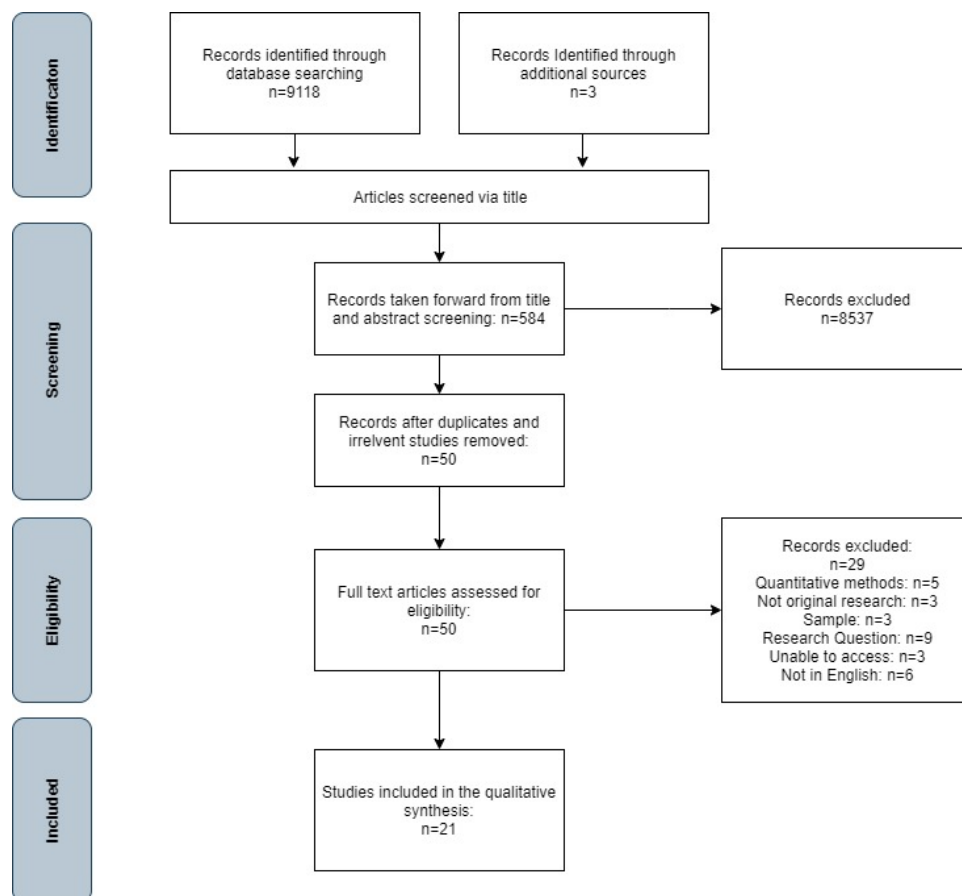 Identificaton
Records identified through
database searching
n=9118
Records Identified through
additional sources
n=3
Articles screened via title
Screening
Records taken forward from title
and abstract screening: n=584
Records excluded
n=8537
Records after duplicates and
irrelvent studies removed:
n=50
Eligibility
Full text articles assessed for
eligibility:
n=50
Records excluded:
n=29
Quantitative methods: n=5
Not original research: n=3
Sample: n=3
Research Question: n=9
Unable to access: n=3
Not in English: n=6
Included
Studies included in the qualitative
synthesis:
n=21